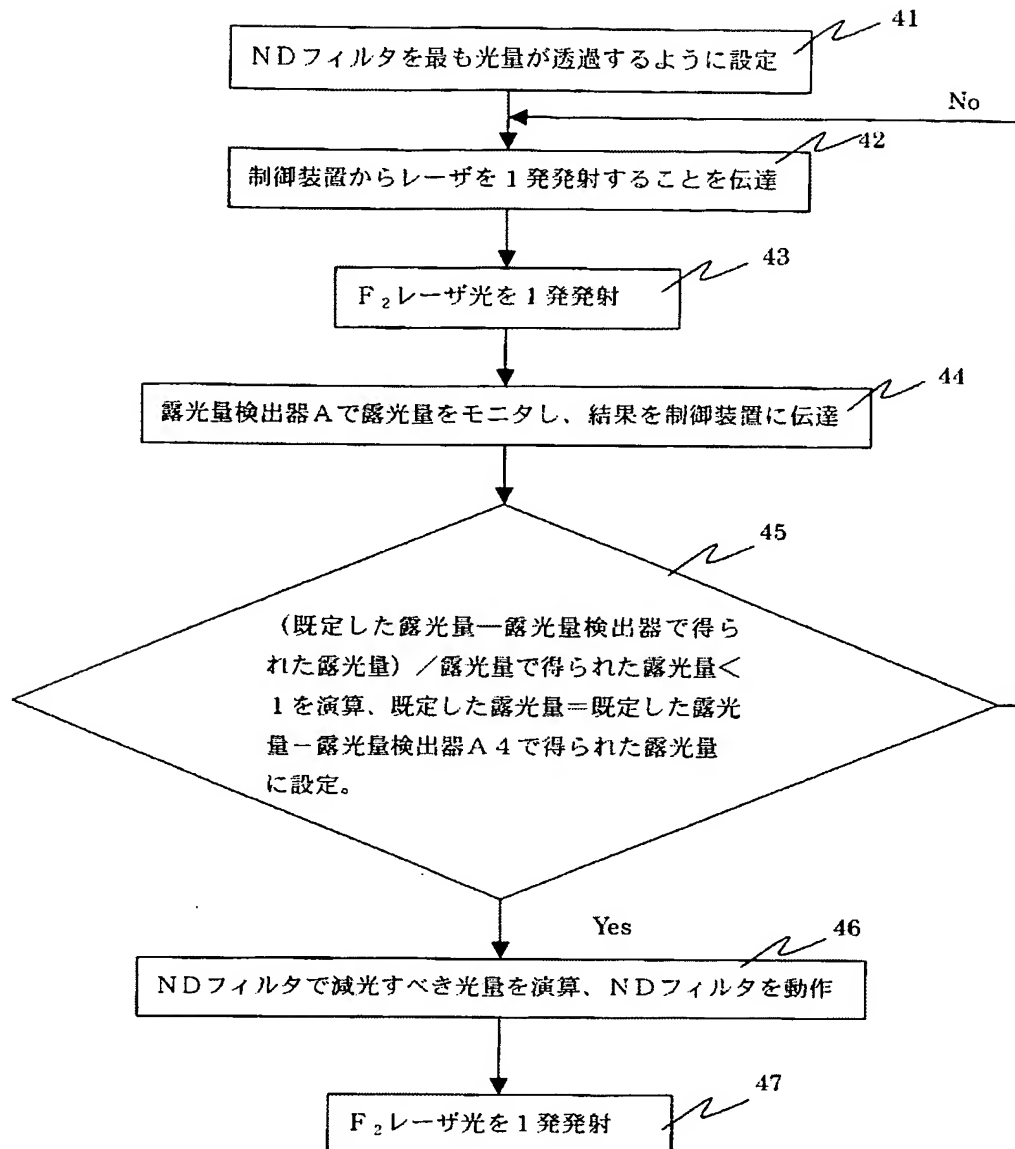 41
NDフィルタを最も光量が透過するように設定
No
42
制御装置からレーザを1発発射することを伝達
43
F₂レーザ光を1発発射
44
露光量検出器Aで露光量をモニタし、結果を制御装置に伝達
45
(既定した露光量―露光量検出器で得ら
れた露光量)/露光量で得られた露光量<
1を演算、既定した露光量=既定した露光
量−露光量検出器A4で得られた露光量
に設定。
Yes
46
NDフィルタで減光すべき光量を演算、NDフィルタを動作
47
F₂レーザ光を1発発射